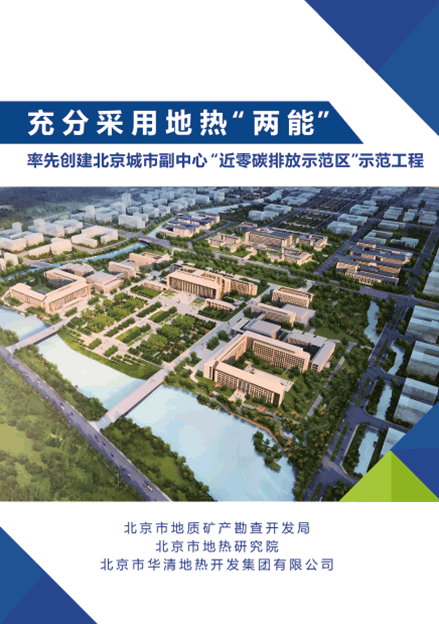 充分采用地热“两能”
率先创建北京城市副中心“近零碳排放示范区”示范工程
北京市地质矿产勘查开发局
北京市地热研究院
北京市华清地热开发集团有限公司